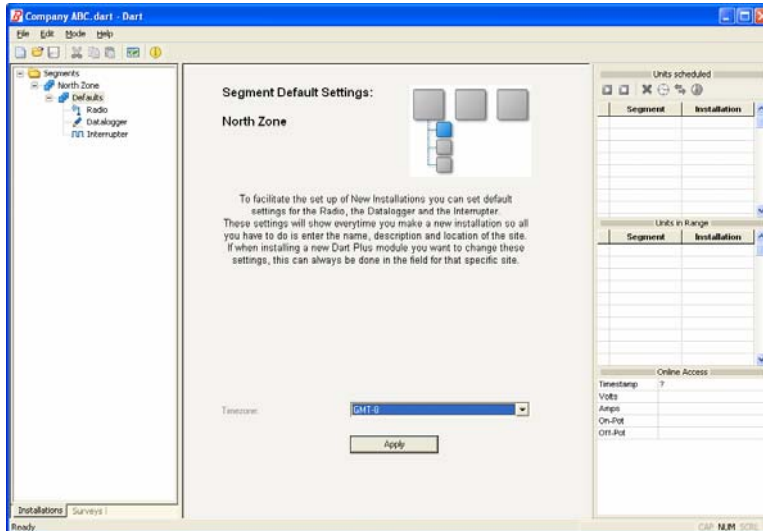 Company ABC.dart - Dart
File Edit Mode Help
Segments
North Zone
Defaults
Radio
Datalogger
Interrupter
Installations Surveys
Segment Default Settings:
North Zone
To facilitate the set up of New Installations you can set default
settings for the Radio, the Datalogger and the Interrupter.
These settings will show everytime you make a new installation so all
you have to do is enter the name, description and location of the site.
If when installing a new Dart Plus module you want to change these
settings, this can always be done in the field for that specific site.
Timezone:
Apply
Units scheduled
Segment Installation
Units in Range
Segment Installation
Online Access
Timestamp ?
Volts
Amps
On-Pot
Off-Pot
Ready
CAP NUM SCRL